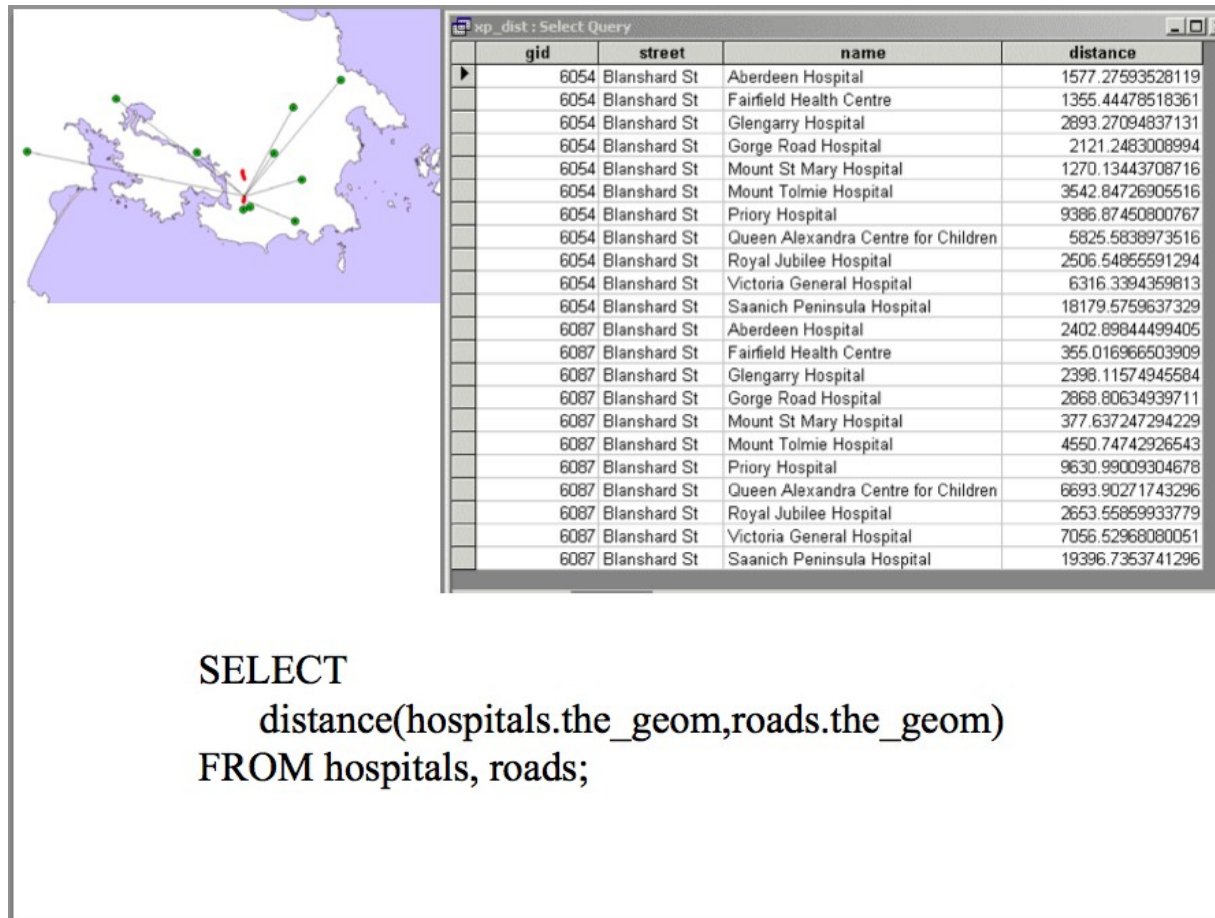 xp_dist : Select Query
gid street name distance
6054 Blanshard St Aberdeen Hospital 1577.27593528119
6054 Blanshard St Fairfield Health Centre 1355.44478518361
6054 Blanshard St Glengarry Hospital 2893.27094837131
6054 Blanshard St Gorge Road Hospital 2121.2483008994
6054 Blanshard St Mount St Mary Hospital 1270.13443708716
6054 Blanshard St Mount Tolmie Hospital 3542.84726905516
6054 Blanshard St Priory Hospital 9386.87450800767
6054 Blanshard St Queen Alexandra Centre for Children 5825.5838973516
6054 Blanshard St Royal Jubilee Hospital 2506.54855591294
6054 Blanshard St Victoria General Hospital 6316.3394359813
6054 Blanshard St Saanich Peninsula Hospital 18179.5759637329
6087 Blanshard St Aberdeen Hospital 2402.89844499405
6087 Blanshard St Fairfield Health Centre 355.016966503909
6087 Blanshard St Glengarry Hospital 2398.11574945584
6087 Blanshard St Gorge Road Hospital 2868.80634939711
6087 Blanshard St Mount St Mary Hospital 377.637247294229
6087 Blanshard St Mount Tolmie Hospital 4550.74742926543
6087 Blanshard St Priory Hospital 9630.99009304678
6087 Blanshard St Queen Alexandra Centre for Children 6693.90271743296
6087 Blanshard St Royal Jubilee Hospital 2653.55859933779
6087 Blanshard St Victoria General Hospital 7056.52968080051
6087 Blanshard St Saanich Peninsula Hospital 19396.7353741296
SELECT
distance(hospitals.the_geom,roads.the_geom)
FROM hospitals, roads;